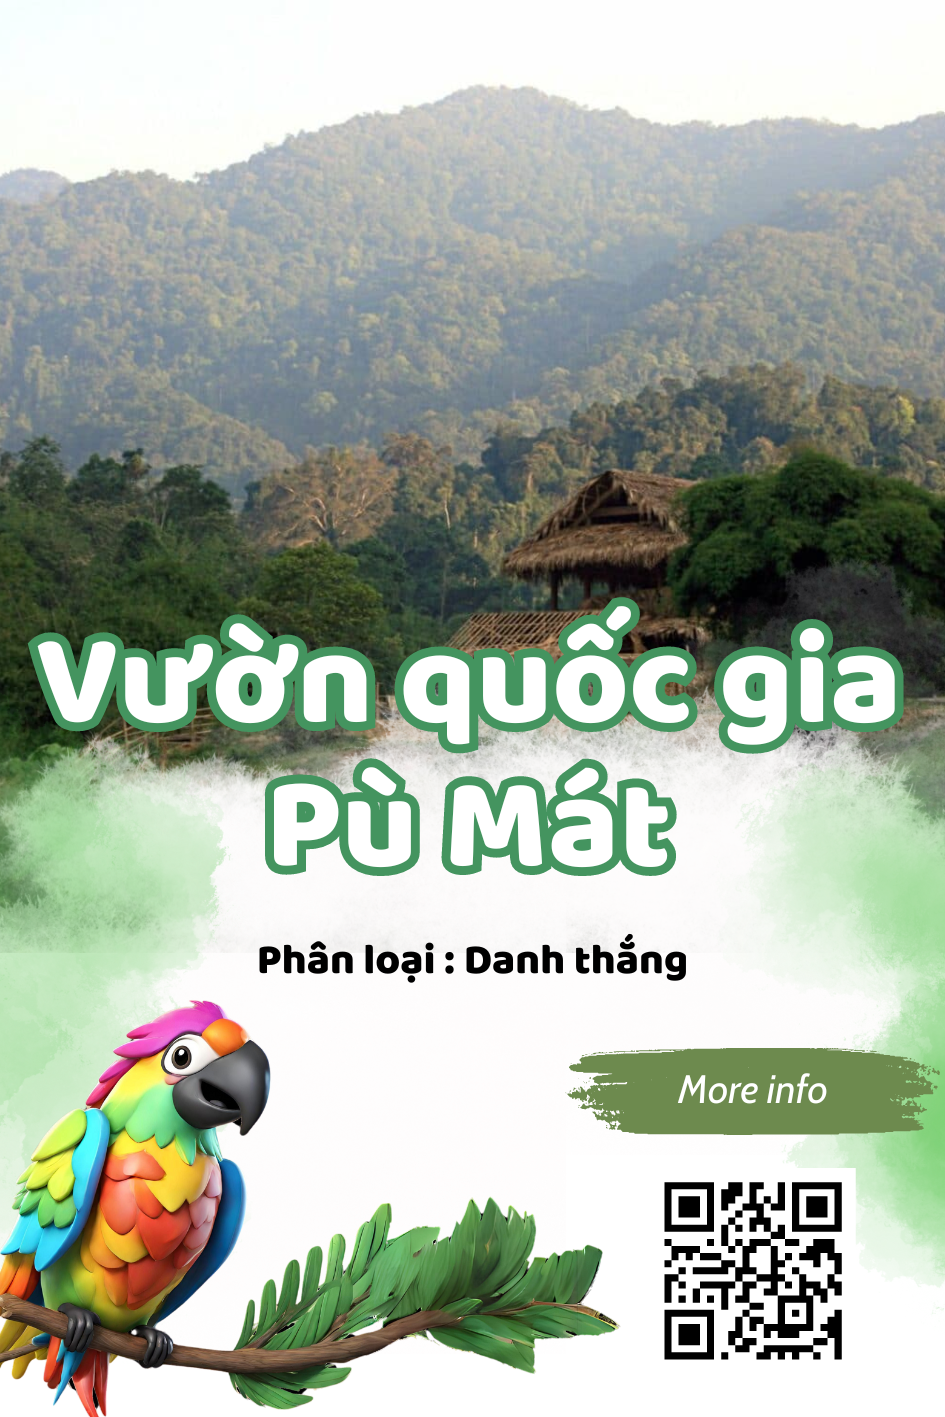 Vườn quốc gia
Pù Mát
Phân loại : Danh thắng
More info